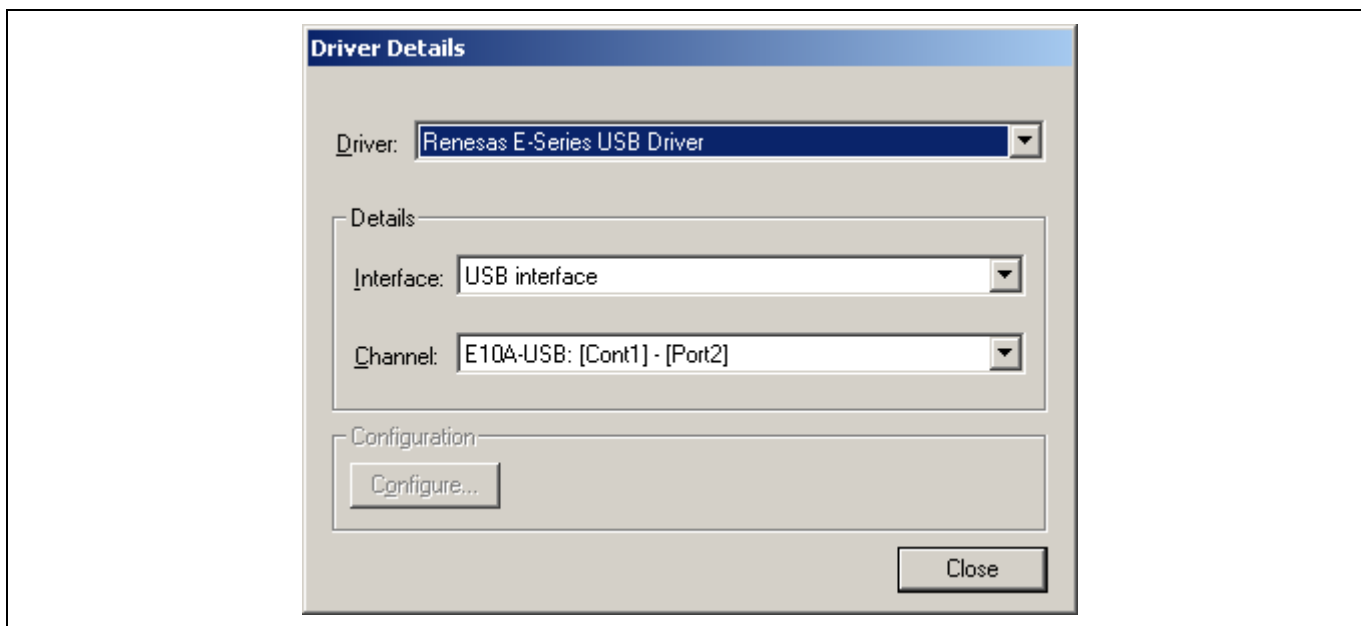 Driver Details
Driver: Renesas E-Series USB Driver
Details
Interface: USB interface
Channel: E10A-USB: [Cont1] - [Port2]
Configuration
Configure...
Close